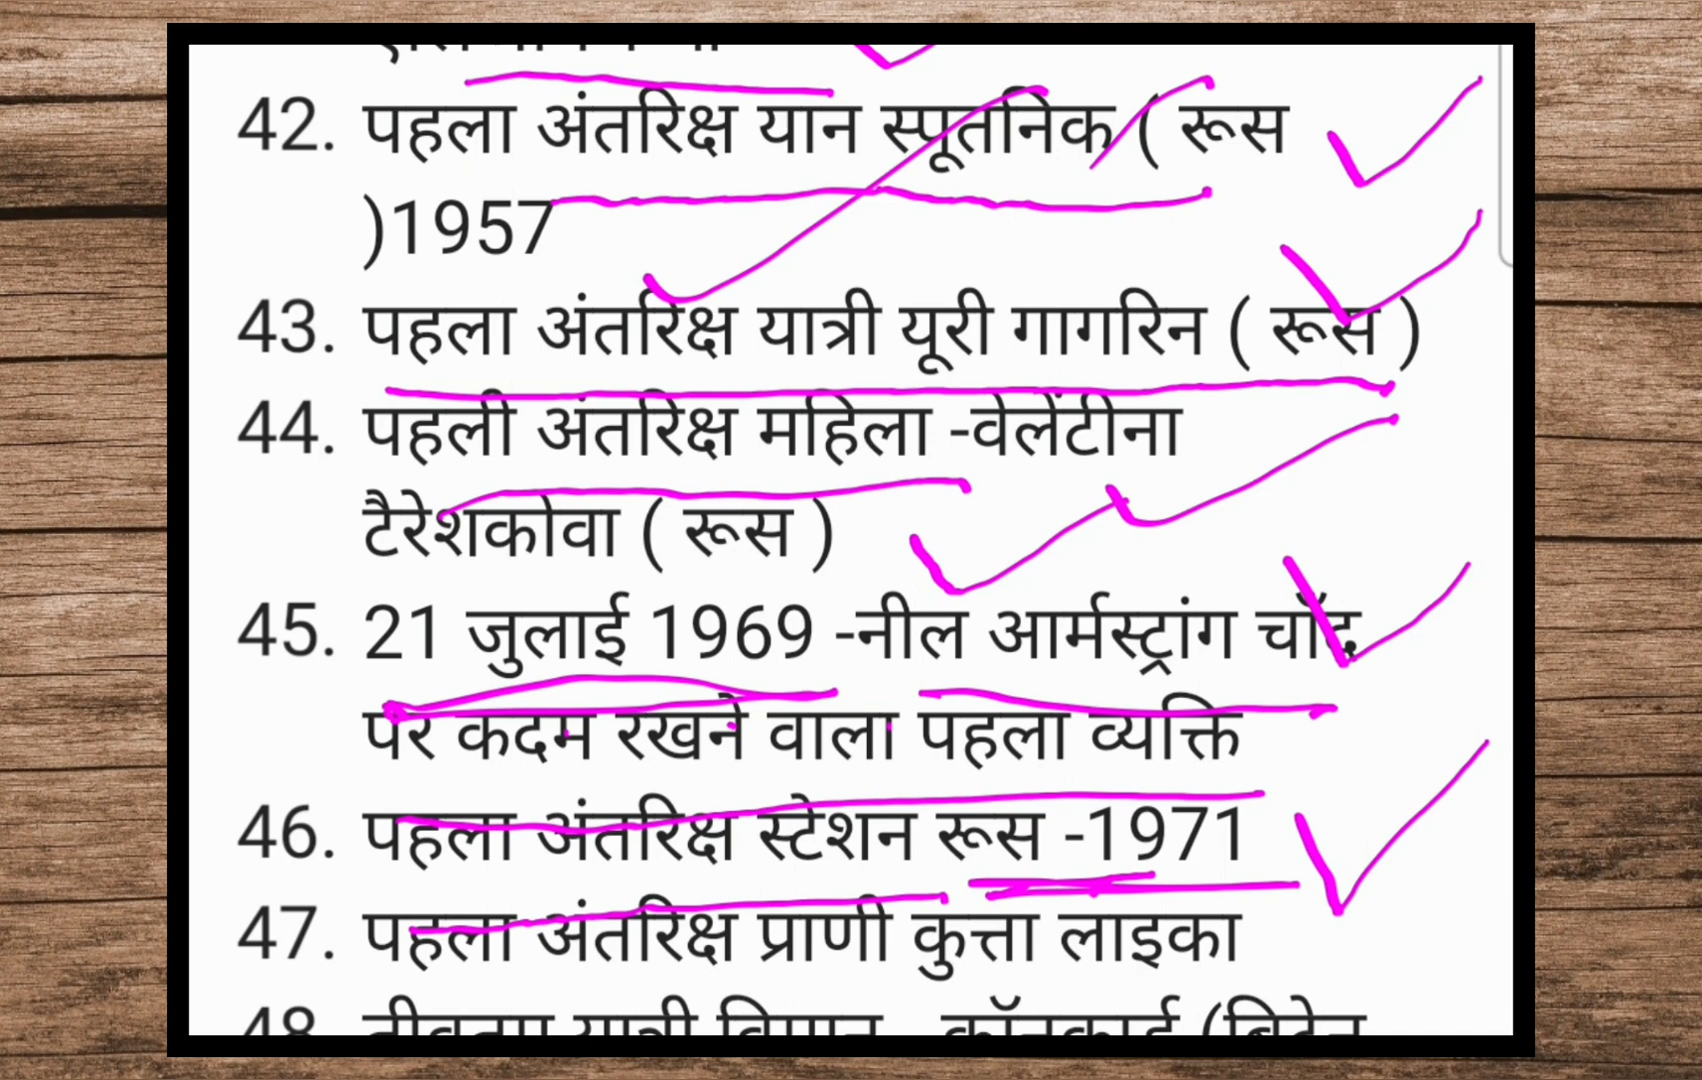 42. पहला अंतरिक्ष यान स्पूतनिक ( रूस
)1957
43. पहला अंतरिक्ष यात्री यूरी गागरिन ( रूस )
44. पहली अंतरिक्ष महिला -वेलेंटीना
टैरेशकोवा ( रूस )
45. 21 जुलाई 1969 -नील आर्मस्ट्रांग चाँद
पर कदम रखने वाला पहला व्यक्ति
46. पहला अंतरिक्ष स्टेशन रूस -1971
47. पहला अंतरिक्ष प्राणी कुत्ता लाइका
48.